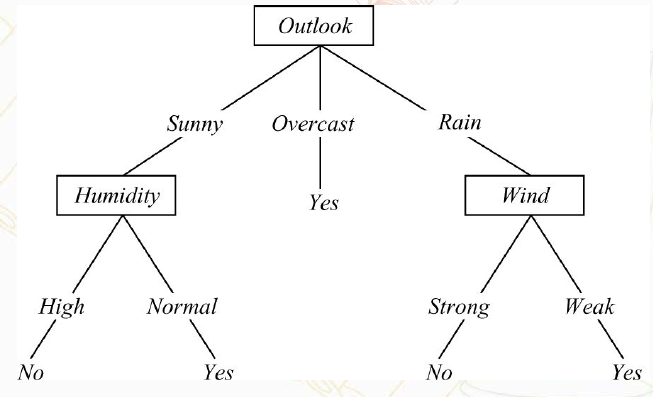 Outlook
Sunny Overcast Rain
Humidity Yes Wind
High Normal Strong Weak
No Yes No Yes